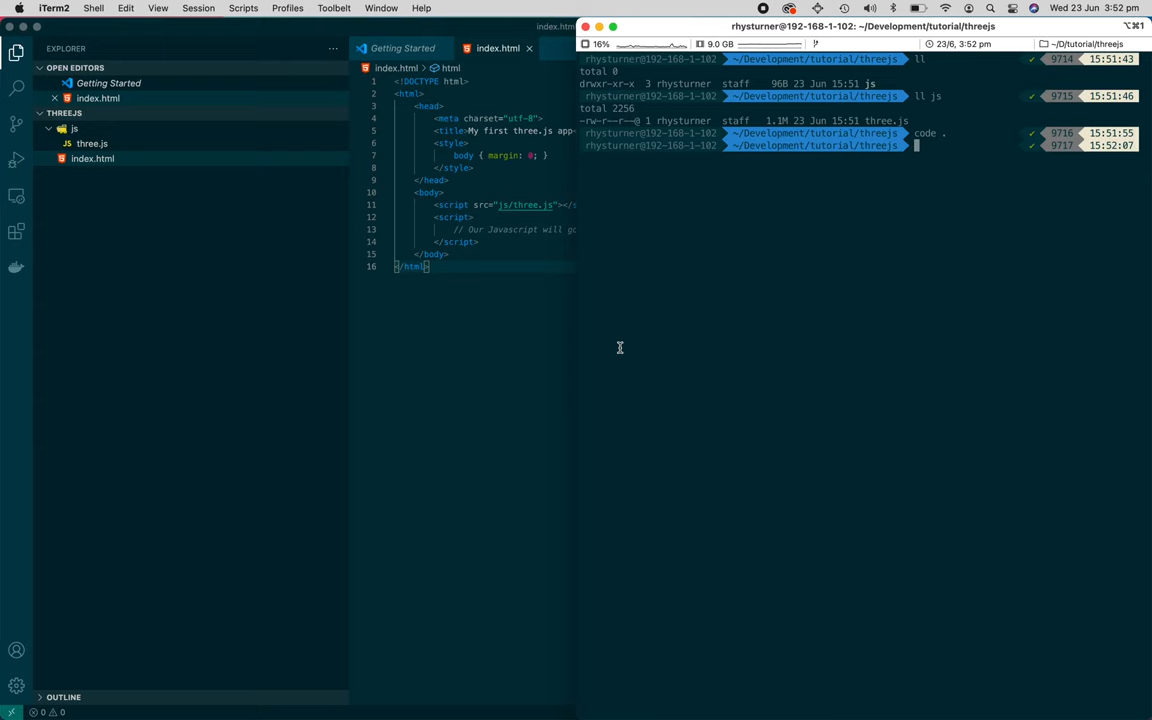 iTerm2 Shell Edit View Session Scripts Profiles Toolbelt Window Help Wed 23 Jun 3:52 pm
index.htm
EXPLORER
OPEN EDITORS
Getting Started
index.html
THREEJS
js
three.js
index.html
OUTLINE
0 0
Getting Started index.html
index.html > html
1 <!DOCTYPE html>
2 <html>
3 <head>
4 <meta charset="utf-8">
5 <title>My first three.js app<
6 <style>
7 body { margin: 0; }
8 </style>
9 </head>
10 <body>
11 <script src="js/three.js"></s
12 <script>
13 // Our Javascript will go
14 </script>
15 </body>
16 </html>
rhysturner@192-168-1-102: ~/Development/tutorial/threejs ⌥⌘1
16% 9.0 GB 23/6, 3:52 pm ~/D/tutorial/threejs
rhysturner@192-168-1-102 ~/Development/tutorial/threejs ll ✔ 9714 15:51:43
total 0
drwxr-xr-x 3 rhysturner staff 96B 23 Jun 15:51 js
rhysturner@192-168-1-102 ~/Development/tutorial/threejs ll js ✔ 9715 15:51:46
total 2256
-rw-r--r--@ 1 rhysturner staff 1.1M 23 Jun 15:51 three.js
rhysturner@192-168-1-102 ~/Development/tutorial/threejs code . ✔ 9716 15:51:55
rhysturner@192-168-1-102 ~/Development/tutorial/threejs ✔ 9717 15:52:07